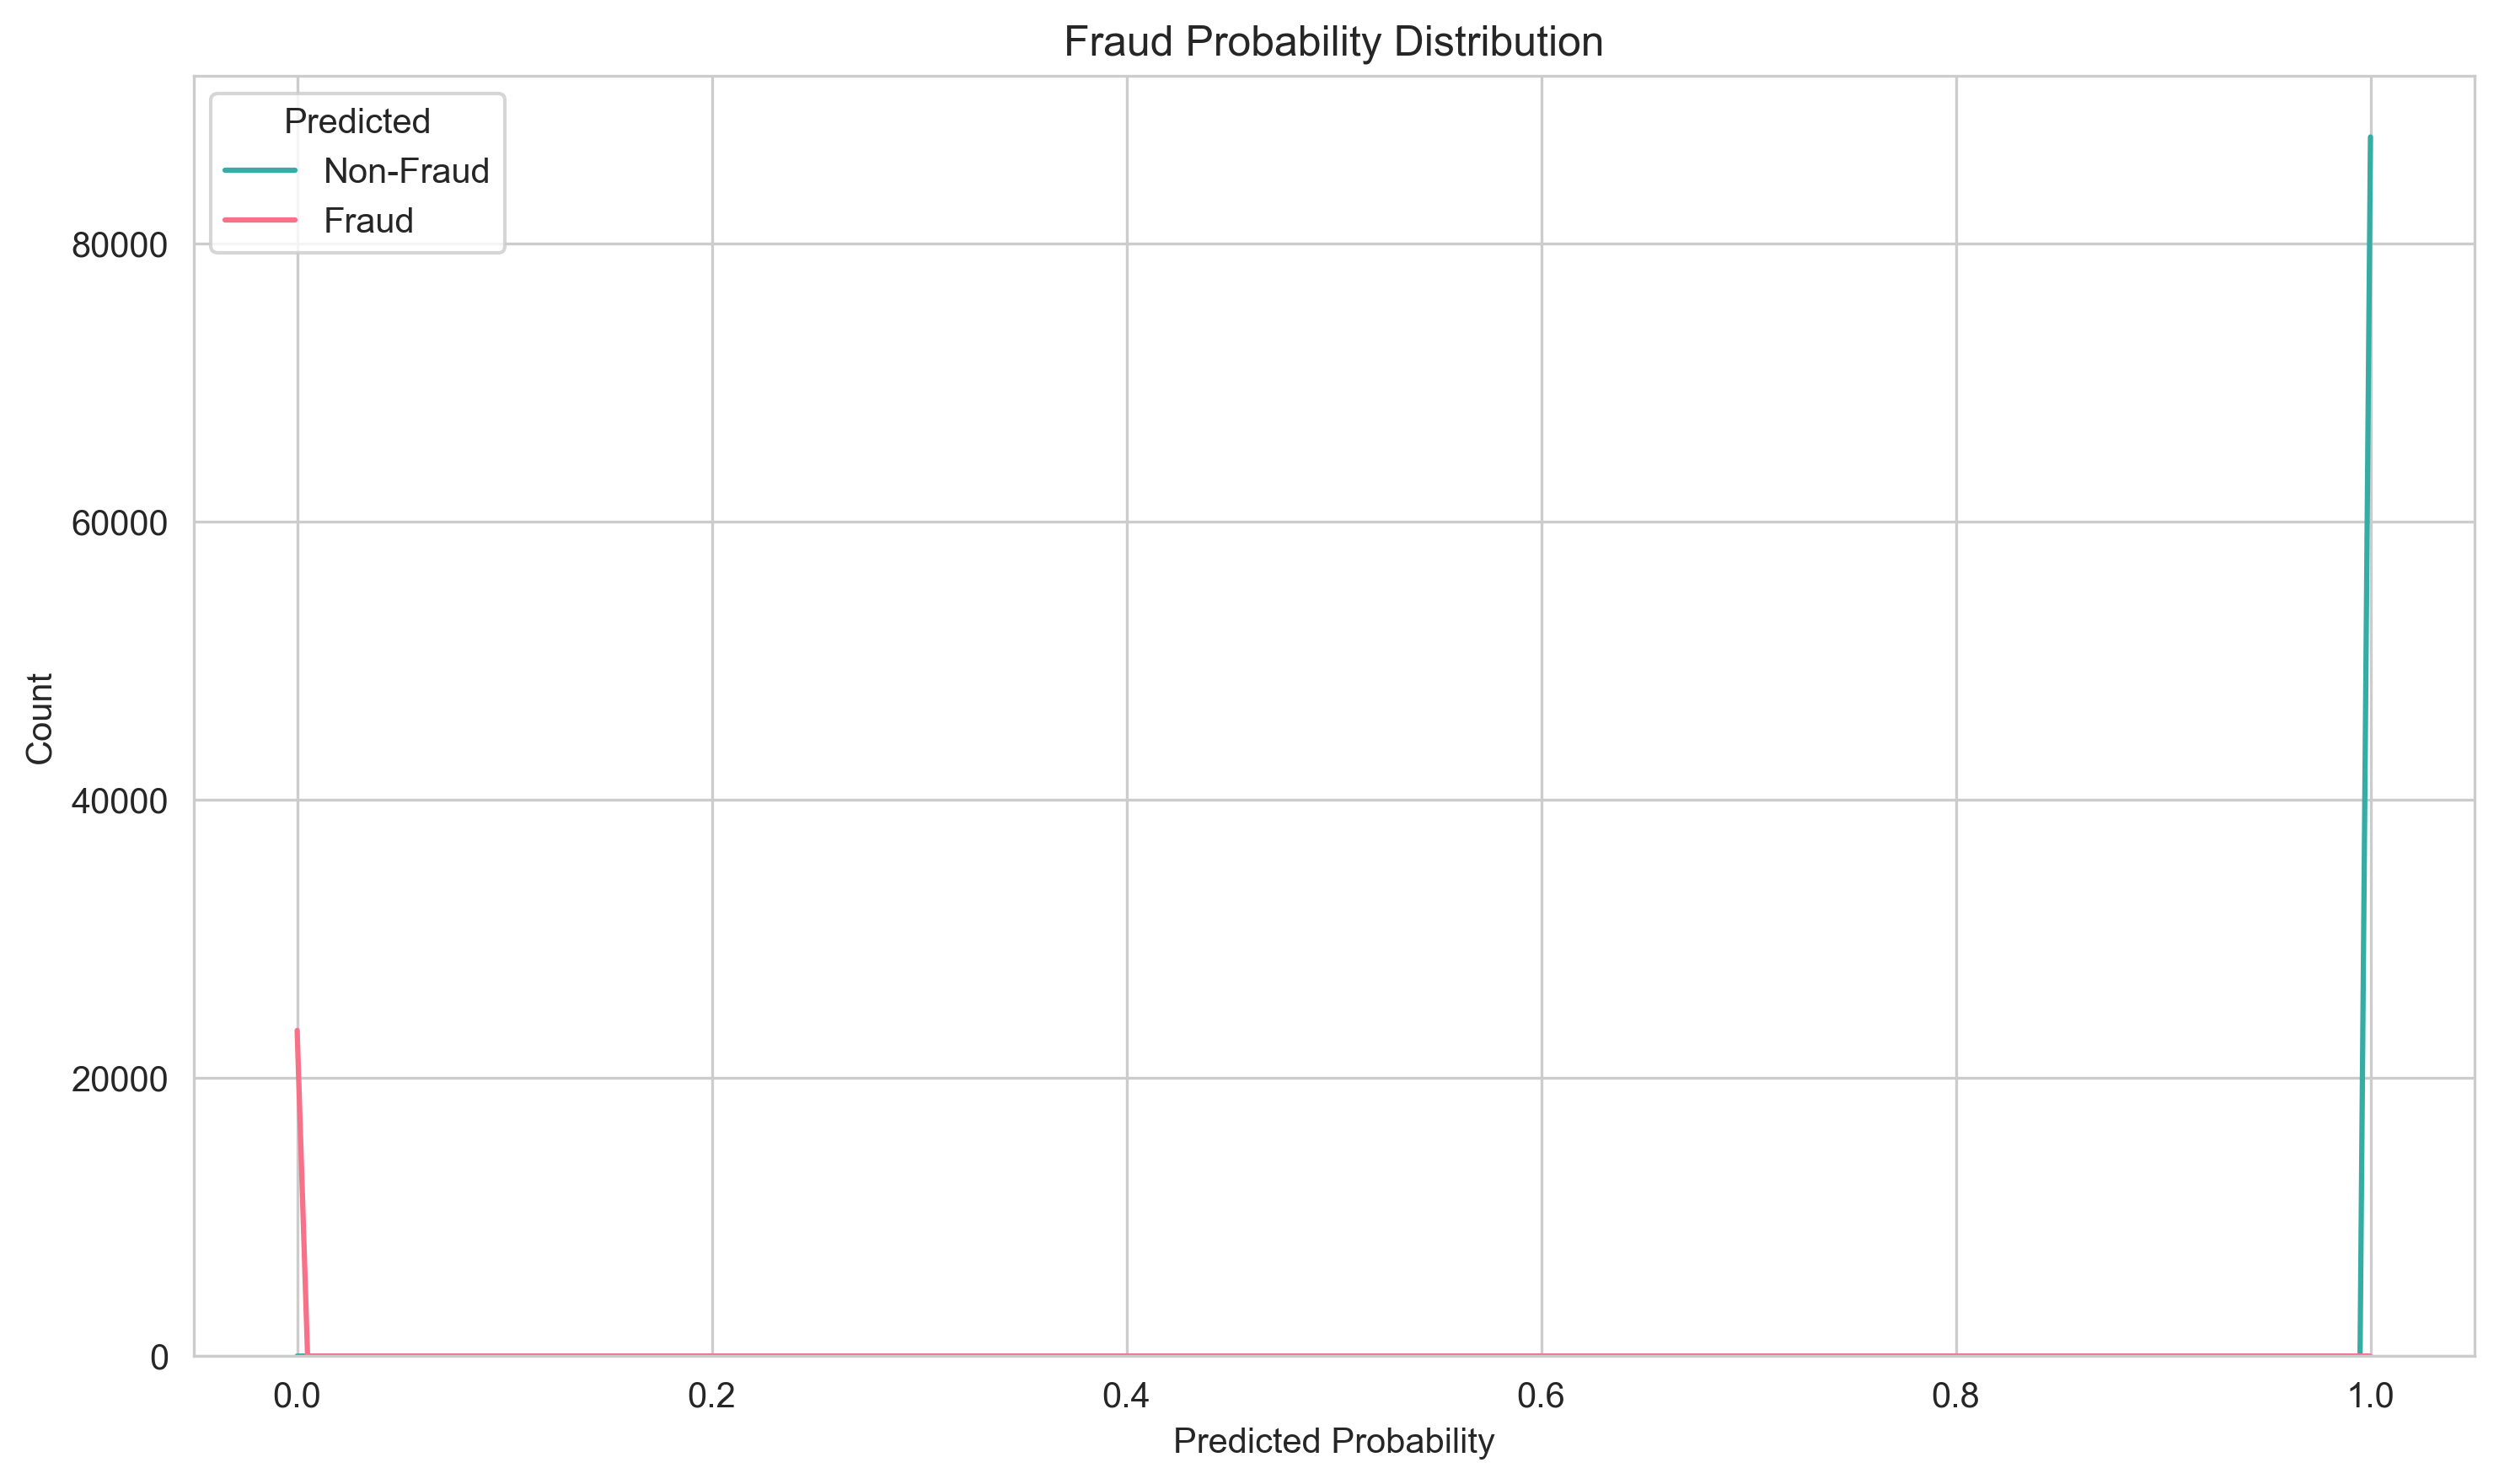 Fraud Probability Distribution
Predicted
Non-Fraud
Fraud
80000
60000
40000
20000
0
Count
0.0 0.2 0.4 0.6 0.8 1.0
Predicted Probability